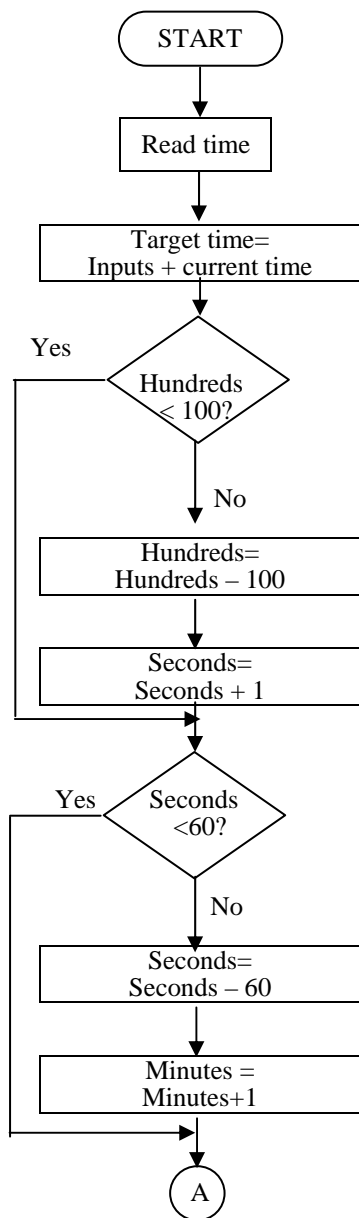 START
Read time
Target time=
Inputs + current time
Yes
Hundreds
< 100?
No
Hundreds=
Hundreds – 100
Seconds=
Seconds + 1
Yes
Seconds
<60?
No
Seconds=
Seconds – 60
Minutes =
Minutes+1
A